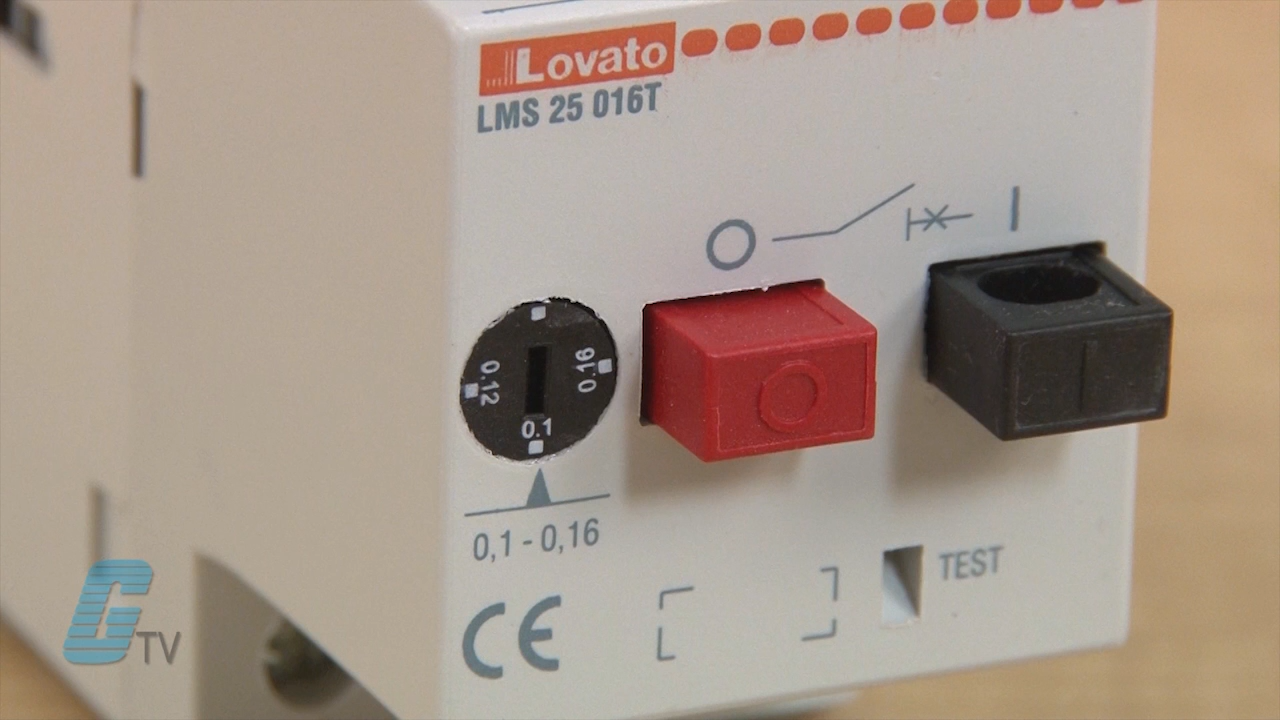 Lovato
LMS 25 016T
O
I
0.12
0.16
0.1
0,1 - 0,16
TEST
CE
G TV